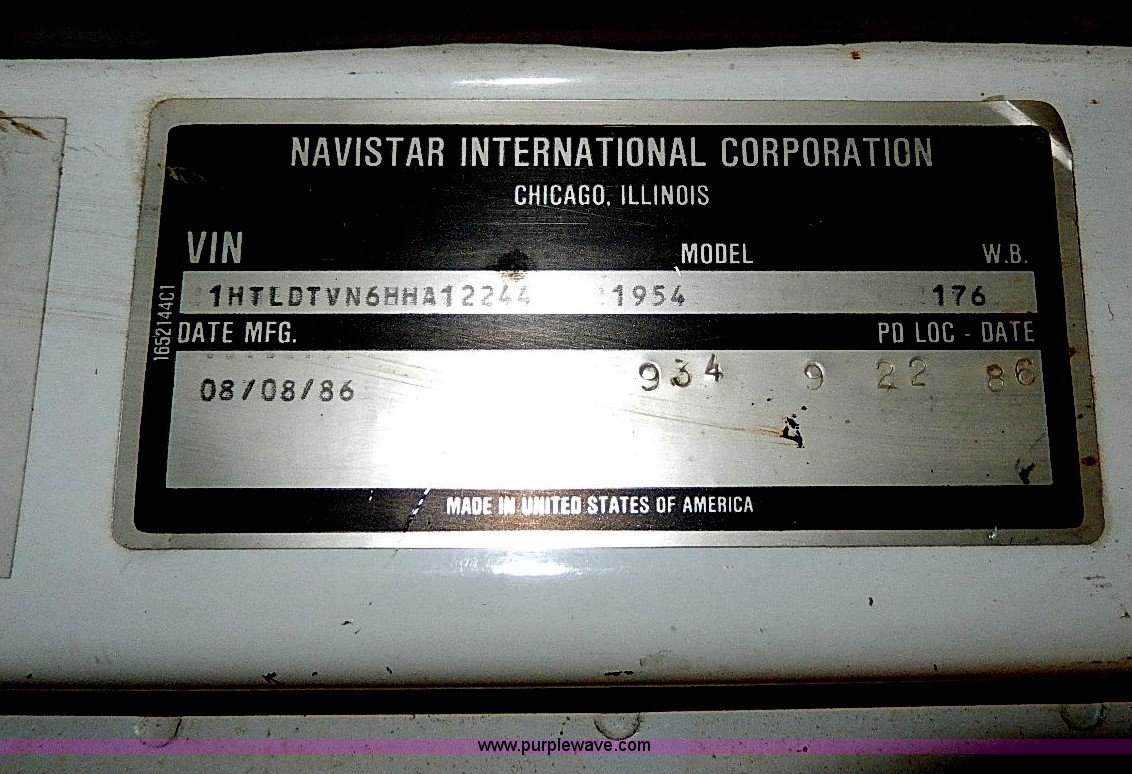 NAVISTAR INTERNATIONAL CORPORATION
CHICAGO, ILLINOIS
VIN MODEL W.B.
1HTLDTVN6HHA12244 1954 176
1652144C1
DATE MFG. PD LOC - DATE
08/08/86 934 9 22 86
MADE IN UNITED STATES OF AMERICA
www.purplewave.com